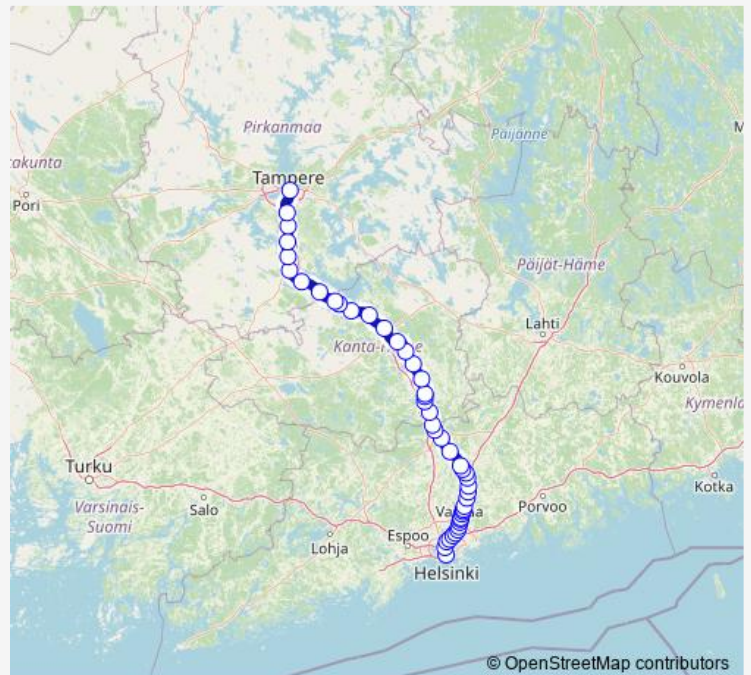 Pirkanmaa
Päijänne
M
akunta
Tampere
Pori
Päijät-Häme
Lahti
Kanta-H
e
Kouvola
Kymenla
Turku
Kotka
Varsinais-
Suomi
Salo
Porvoo
Va
a
Espoo
Lohja
Helsinki
© OpenStreetMap contributors